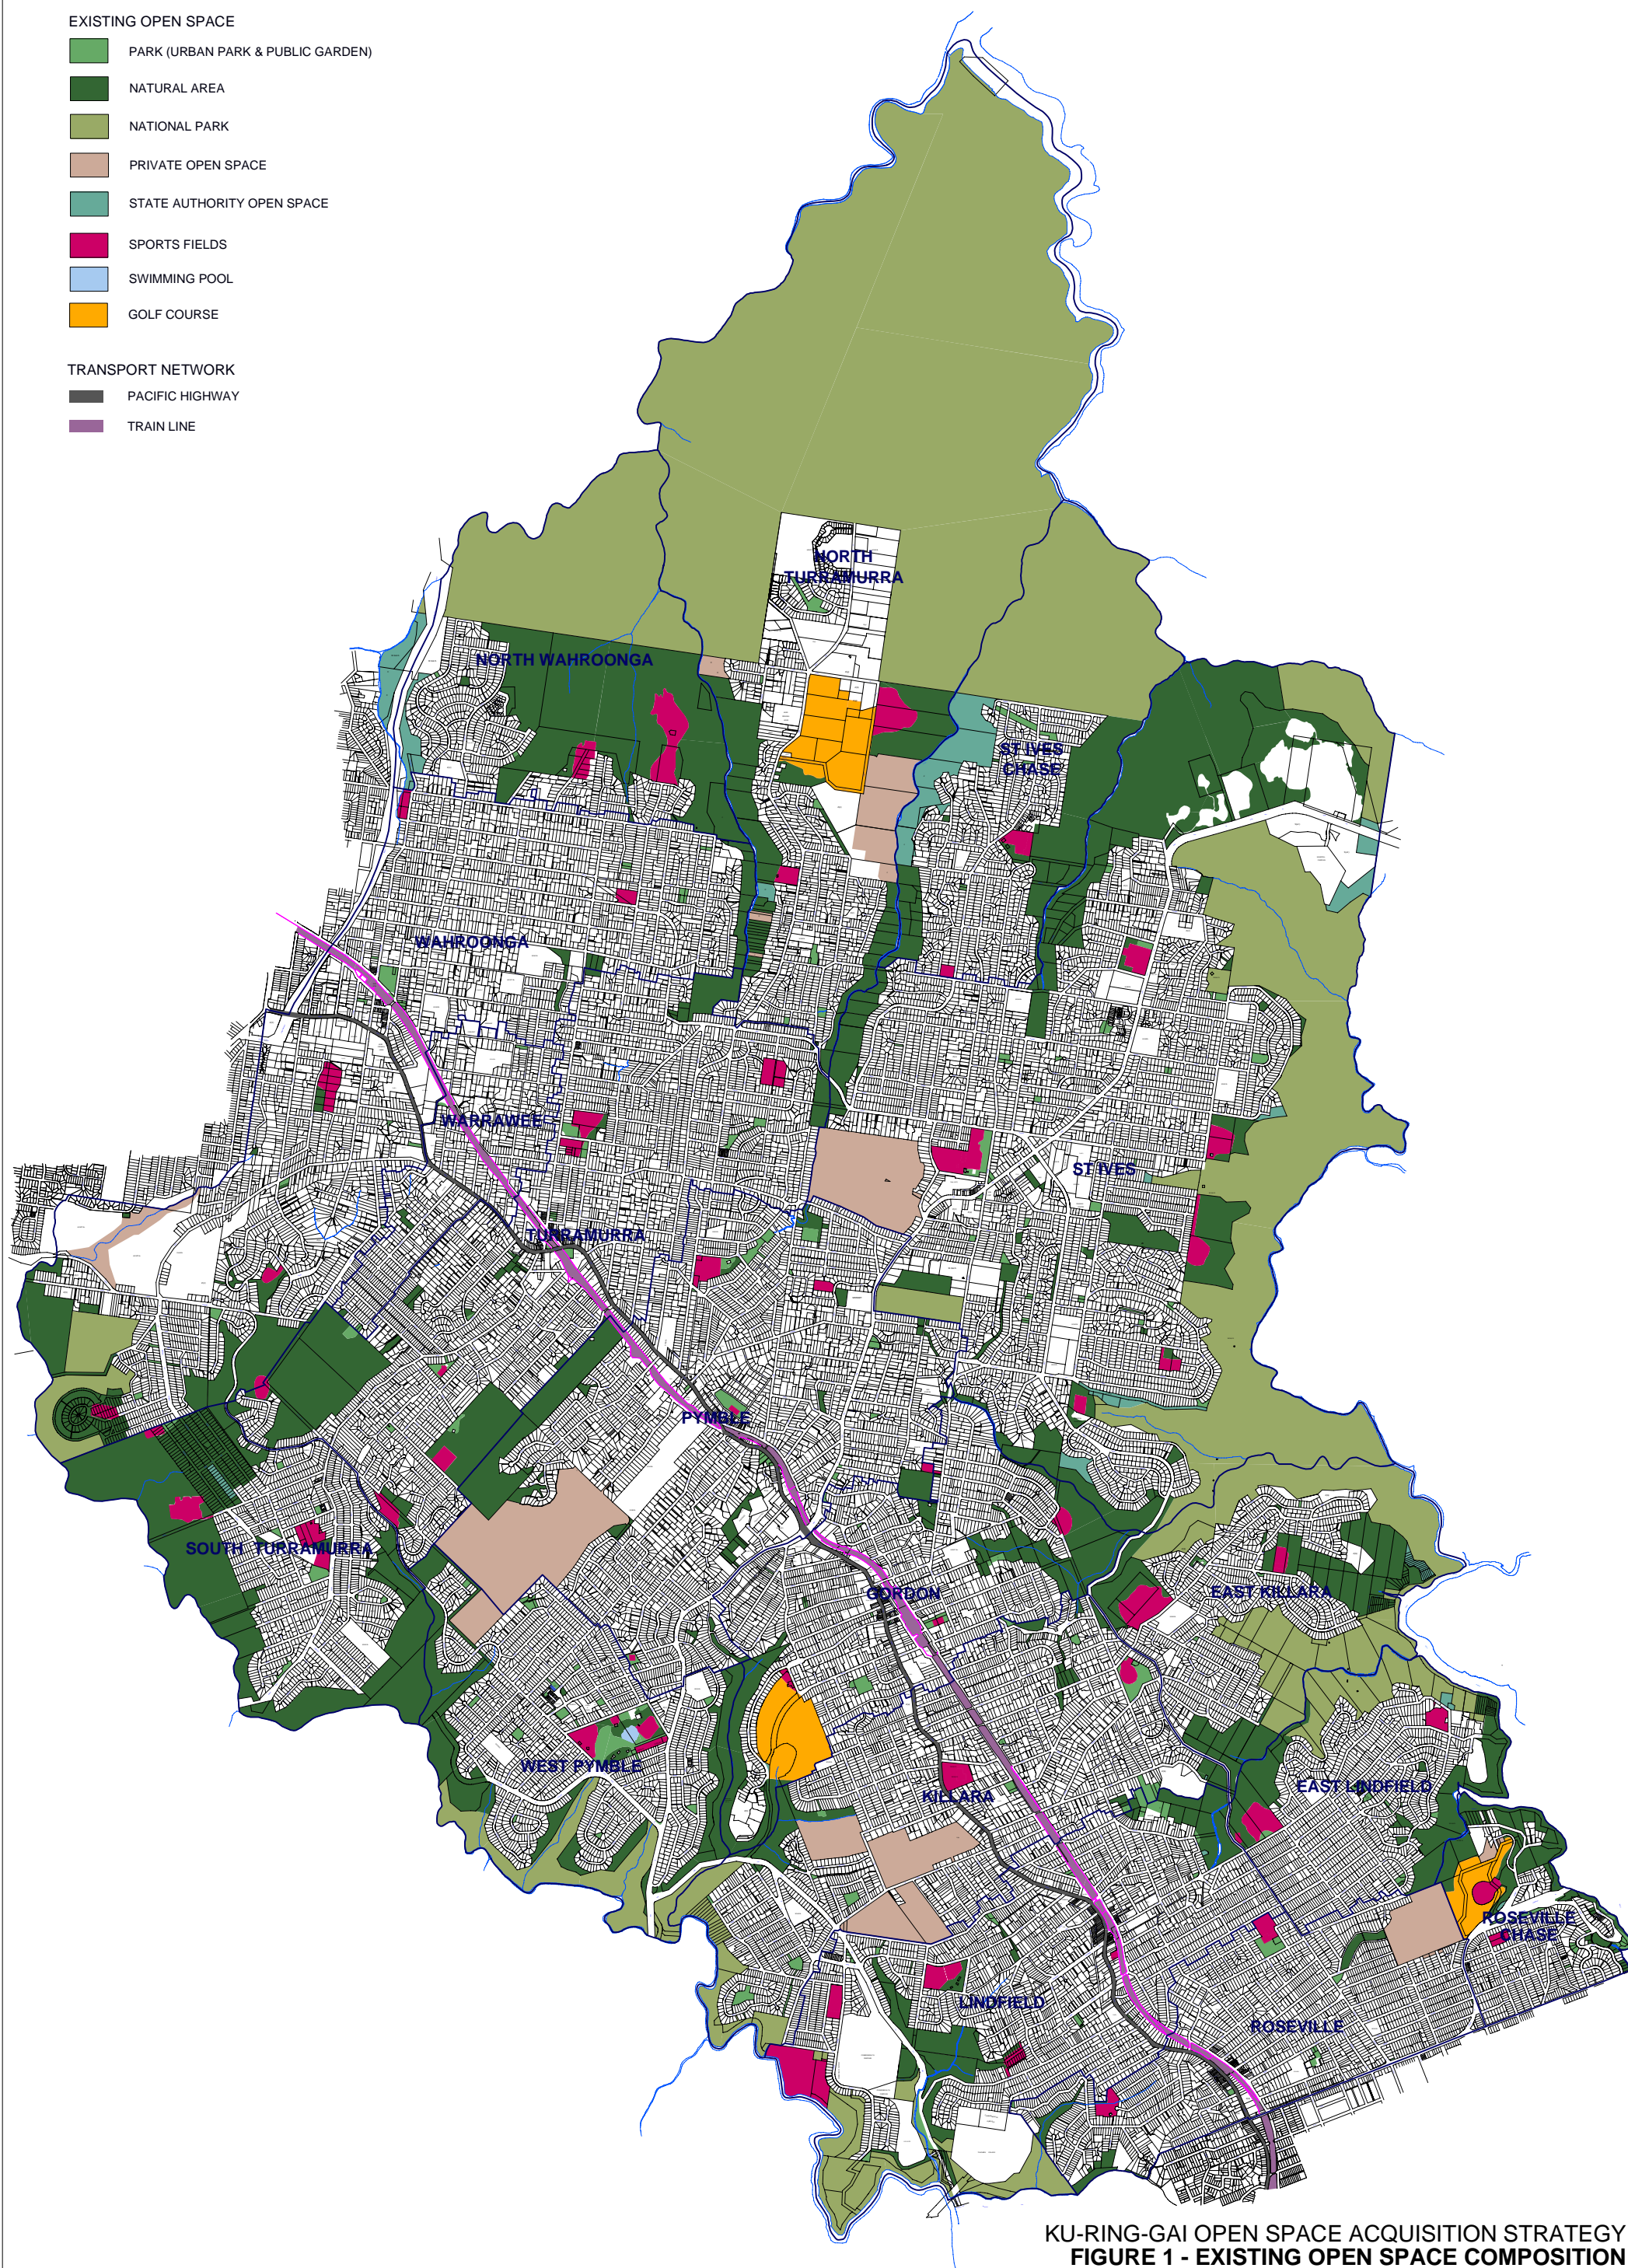 EXISTING OPEN SPACE
PARK (URBAN PARK & PUBLIC GARDEN)
NATURAL AREA
NATIONAL PARK
PRIVATE OPEN SPACE
STATE AUTHORITY OPEN SPACE
SPORTS FIELDS
SWIMMING POOL
GOLF COURSE
TRANSPORT NETWORK
PACIFIC HIGHWAY
TRAIN LINE
NORTH
TURRAMURRA
NORTH WAHROONGA
ST IVES
CHASE
WAHROONGA
WARRAWEE
ST IVES
TURRAMURRA
PYMBLE
SOUTH TURRAMURRA
GORDON
EAST KILLARA
WEST PYMBLE
KILLARA
EAST LINDFIELD
ROSEVILLE
CHASE
LINDFIELD
ROSEVILLE
KU-RING-GAI OPEN SPACE ACQUISITION STRATEGY
FIGURE 1 - EXISTING OPEN SPACE COMPOSITION